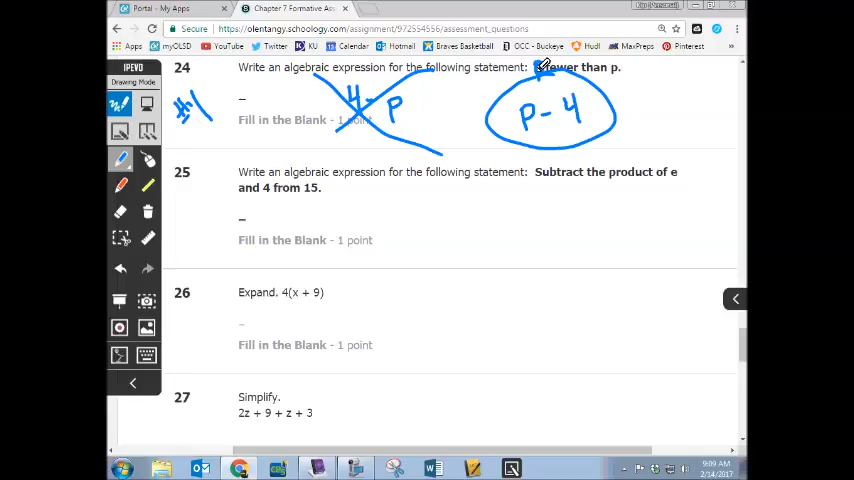 Portal - My Apps
Chapter 7 Formative Ass
Secure
https://olentangy.schoology.com/assignment/972554556/assessment_questions
Apps
myOLSD
YouTube
Twitter
KU
Calendar
Hotmail
Braves Basketball
OCC - Buckeye
Hudl
MaxPreps
Pinterest
IPEVO
Drawing Mode
24
Write an algebraic expression for the following statement: fewer than p.
#1
4 - p
p - 4
Fill in the Blank - 1 point
25
Write an algebraic expression for the following statement: Subtract the product of e
and 4 from 15.
Fill in the Blank - 1 point
26
Expand. 4(x + 9)
Fill in the Blank - 1 point
27
Simplify.
2z + 9 + z + 3
9:09 AM
2/14/2017